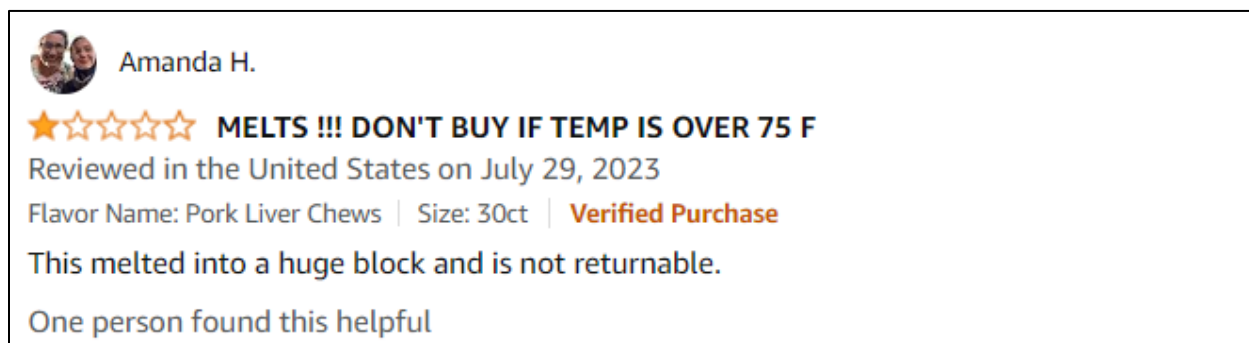 Amanda H.
MELTS !!! DON'T BUY IF TEMP IS OVER 75 F
Reviewed in the United States on July 29, 2023
Flavor Name: Pork Liver Chews | Size: 30ct | Verified Purchase
This melted into a huge block and is not returnable.
One person found this helpful